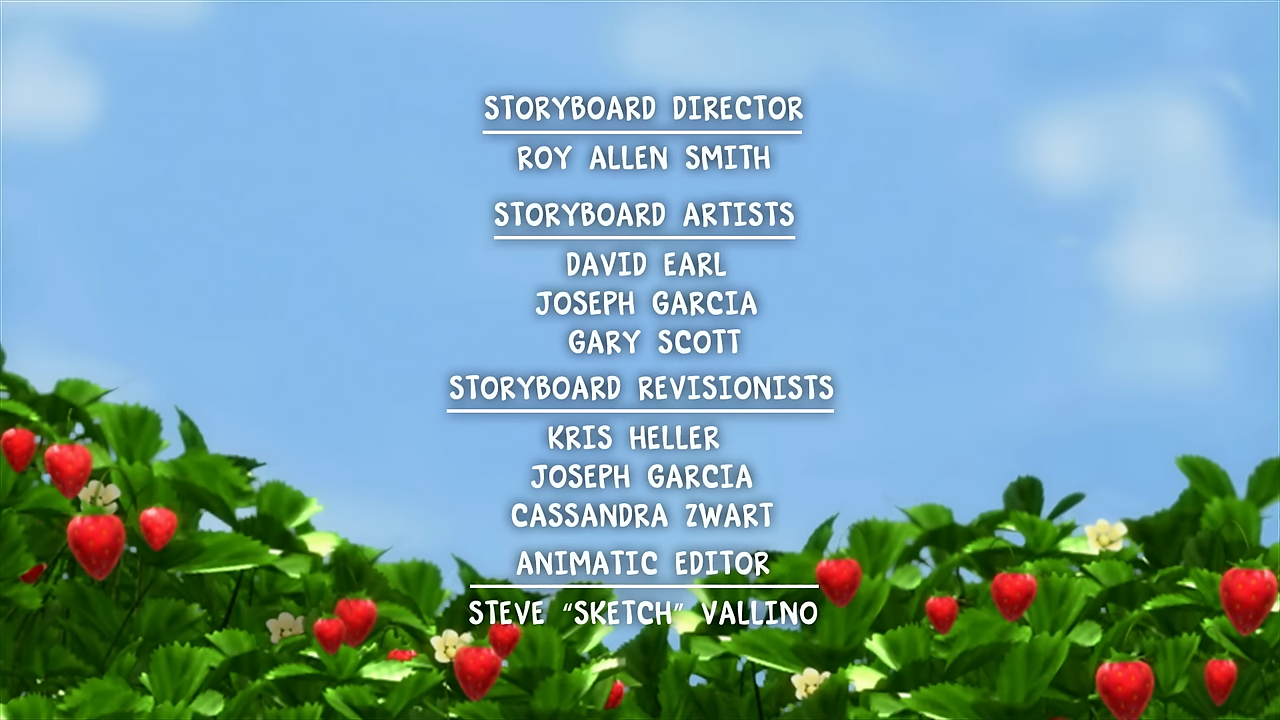 STORYBOARD DIRECTOR
ROY ALLEN SMITH
STORYBOARD ARTISTS
DAVID EARL
JOSEPH GARCIA
GARY SCOTT
STORYBOARD REVISIONISTS
KRIS HELLER
JOSEPH GARCIA
CASSANDRA ZWART
ANIMATIC EDITOR
STEVE “SKETCH” VALLINO